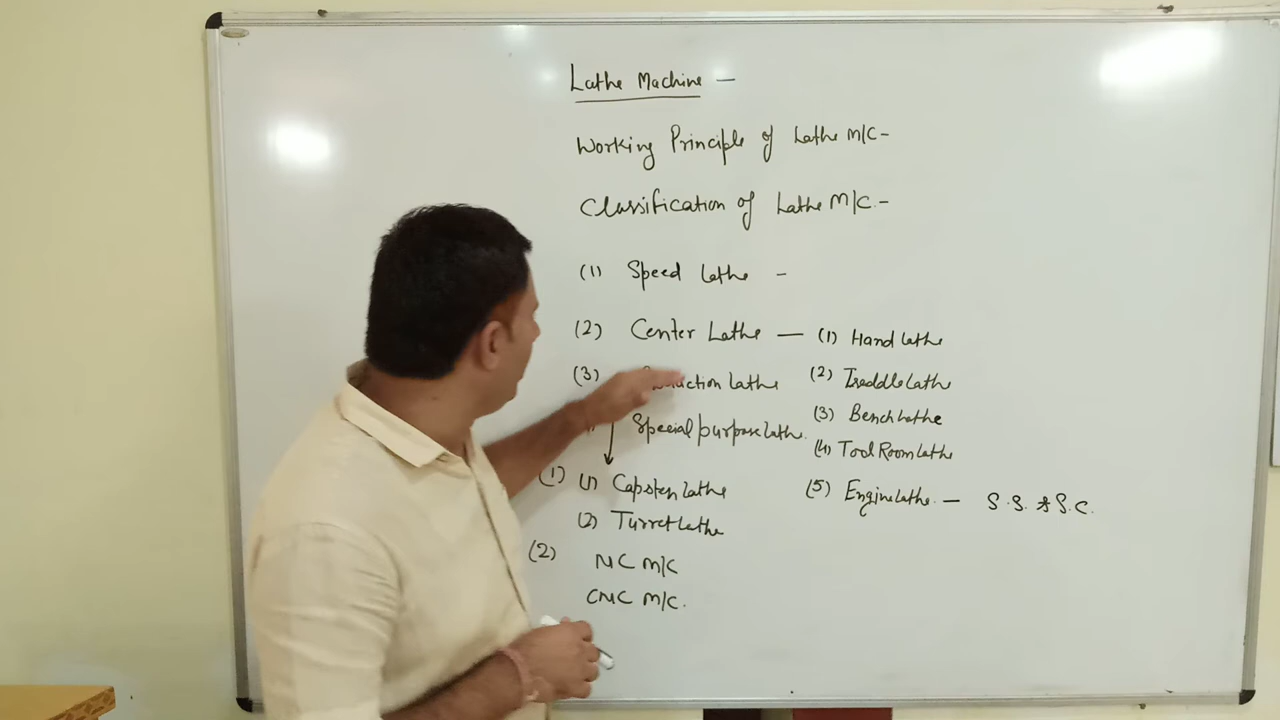 Lathe Machine -
Working Principle of Lathe M/C-
Classification of Lathe M/C.-
(1) Speed Lathe -
(2) Center Lathe — (1) Hand Lathe
(3) Lathe (2) Treddle Lathe
Special purpose Lathe. (3) Bench Lathe
(4) Tool Room Lathe
(1) (1) Capsten Lathe (5) Engine Lathe. — S.S. & S.C.
(2) Turret Lathe
(2) NC M/C
CNC M/C.